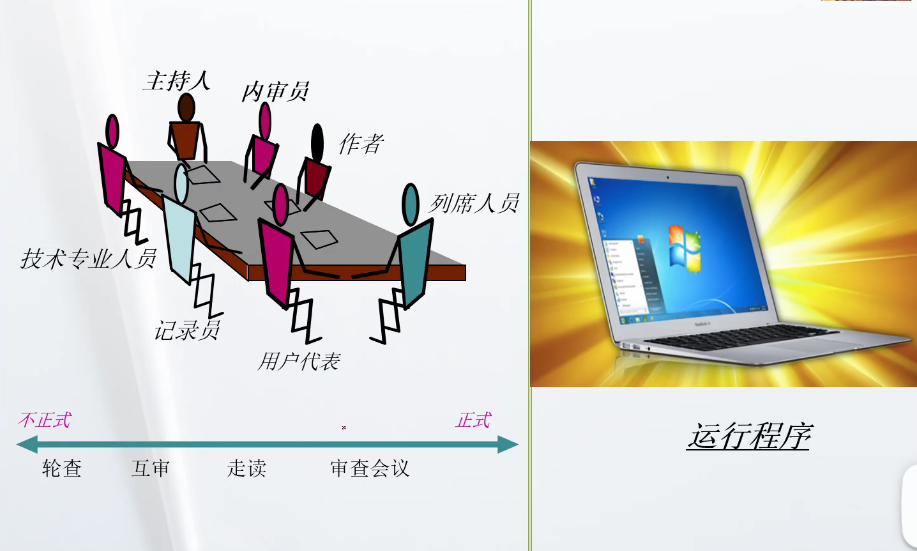 主持人
内审员
作者
列席人员
技术专业人员
记录员
用户代表
不正式
正式
轮查
互审
走读
审查会议
运行程序